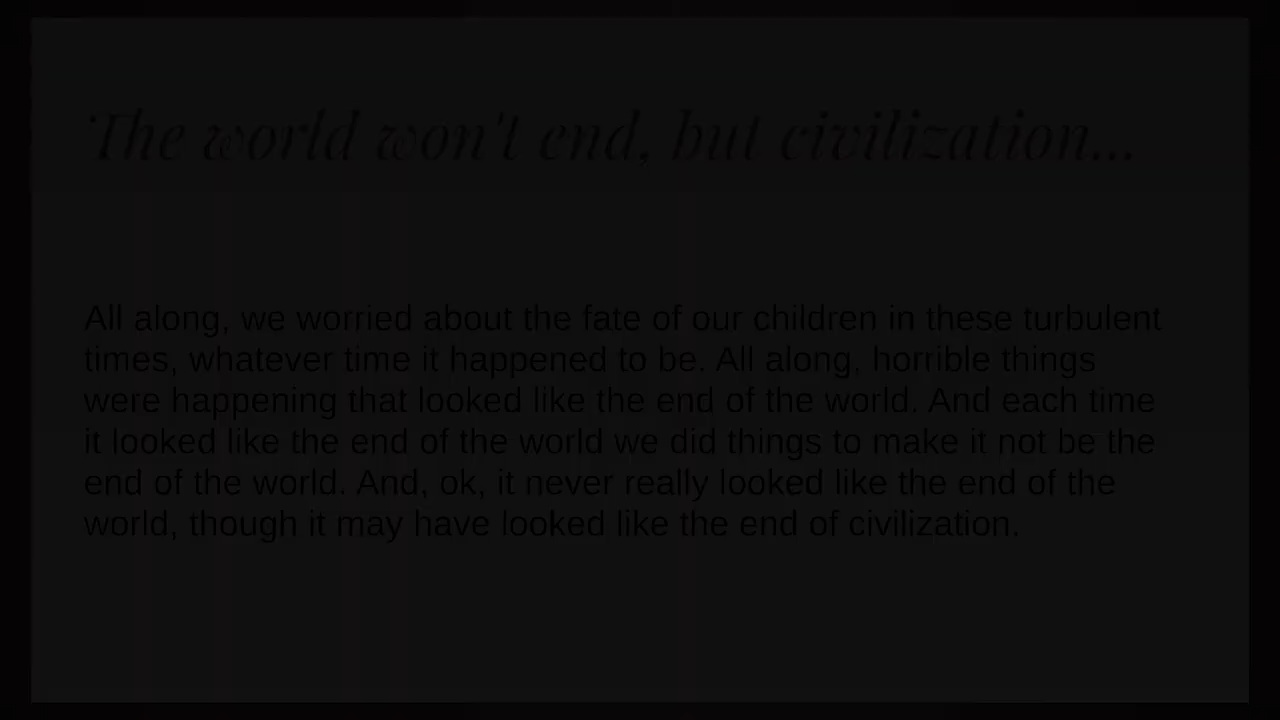 The world won't end, but civilization...
All along, we worried about the fate of our children in these turbulent
times, whatever time it happened to be. All along, horrible things
were happening that looked like the end of the world. And each time
it looked like the end of the world we did things to make it not be the
end of the world. And, ok, it never really looked like the end of the
world, though it may have looked like the end of civilization.